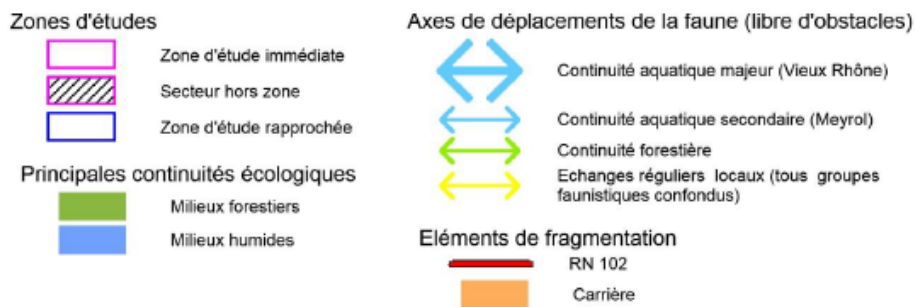 Zones d'études
Zone d'étude immédiate
Secteur hors zone
Zone d'étude rapprochée
Principales continuités écologiques
Milieux forestiers
Milieux humides
Axes de déplacements de la faune (libre d'obstacles)
Continuité aquatique majeur (Vieux Rhône)
Continuité aquatique secondaire (Meyrol)
Continuité forestière
Echanges réguliers locaux (tous groupes
faunistiques confondus)
Eléments de fragmentation
RN 102
Carrière